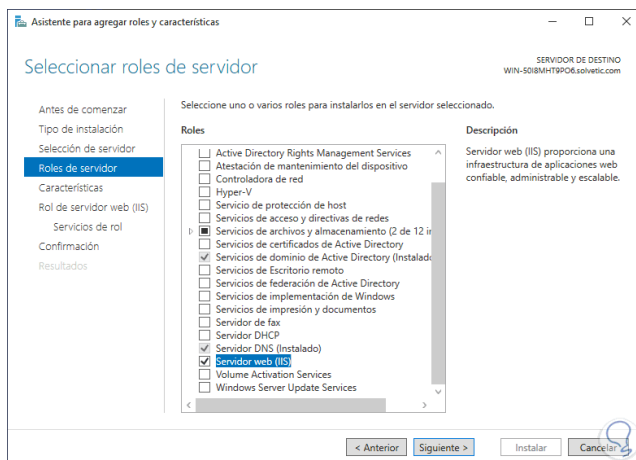 Asistente para agregar roles y características
Seleccionar roles de servidor
SERVIDOR DE DESTINO
WIN-50I8MHT9PO6.solvetic.com
Antes de comenzar
Tipo de instalación
Selección de servidor
Roles de servidor
Características
Rol de servidor web (IIS)
Servicios de rol
Confirmación
Resultados
Seleccione uno o varios roles para instalarlos en el servidor seleccionado.
Roles
Active Directory Rights Management Services
Atestación de mantenimiento del dispositivo
Controladora de red
Hyper-V
Servicio de protección de host
Servicios de acceso y directivas de redes
Servicios de archivos y almacenamiento (2 de 12 in
Servicios de certificados de Active Directory
Servicios de dominio de Active Directory (Instalado
Servicios de Escritorio remoto
Servicios de federación de Active Directory
Servicios de implementación de Windows
Servicios de impresión y documentos
Servidor de fax
Servidor DHCP
Servidor DNS (Instalado)
Servidor web (IIS)
Volume Activation Services
Windows Server Update Services
Descripción
Servidor web (IIS) proporciona una
infraestructura de aplicaciones web
confiable, administrable y escalable.
< Anterior
Siguiente >
Instalar
Cancelar